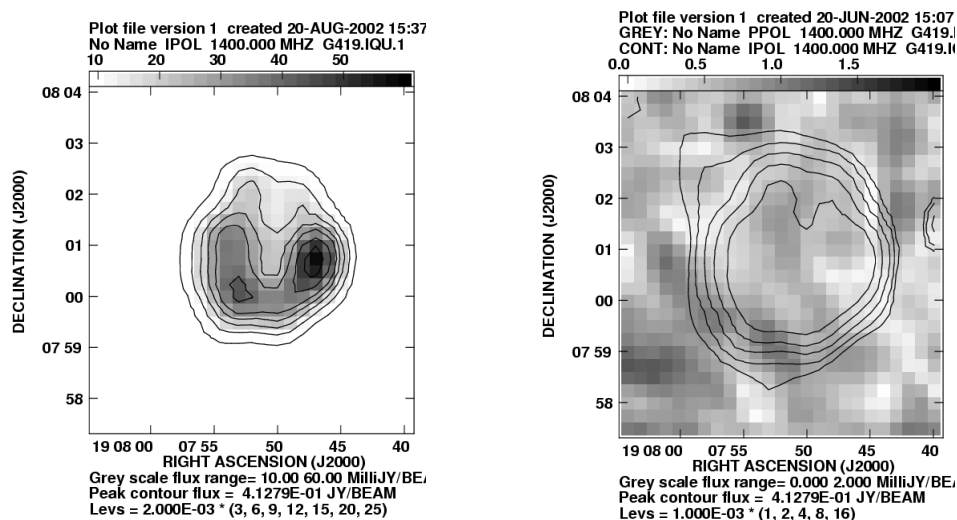 Plot file version 1 created 20-AUG-2002 15:37
No Name IPOL 1400.000 MHZ G419.IQU.1
10 20 30 40 50
08 04
03
02
01
00
07 59
58
DECLINATION (J2000)
19 08 00 07 55 50 45 40
RIGHT ASCENSION (J2000)
Grey scale flux range= 10.00 60.00 MilliJY/BEA
Peak contour flux = 4.1279E-01 JY/BEAM
Levs = 2.000E-03 * (3, 6, 9, 12, 15, 20, 25)
Plot file version 1 created 20-JUN-2002 15:07
GREY: No Name PPOL 1400.000 MHZ G419.
CONT: No Name IPOL 1400.000 MHZ G419.IQ
0.0 0.5 1.0 1.5
08 04
03
02
01
00
07 59
58
DECLINATION (J2000)
19 08 00 07 55 50 45 40
RIGHT ASCENSION (J2000)
Grey scale flux range= 0.000 2.000 MilliJY/BEA
Peak contour flux = 4.1279E-01 JY/BEAM
Levs = 1.000E-03 * (1, 2, 4, 8, 16)